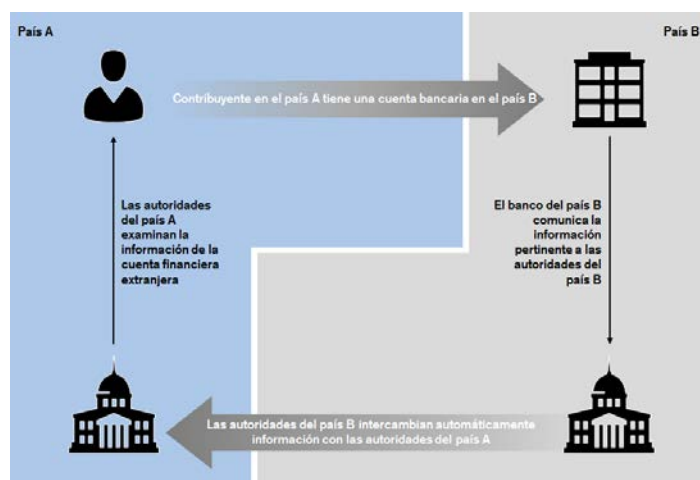 País A
País B
Contribuyente en el país A tiene una cuenta bancaria en el país B
Las autoridades
del país A
examinan la
información de la
cuenta financiera
extranjera
El banco del país B
comunica la
información
pertinente a las
autoridades del
país B
Las autoridades del país B intercambian automáticamente
información con las autoridades del país A